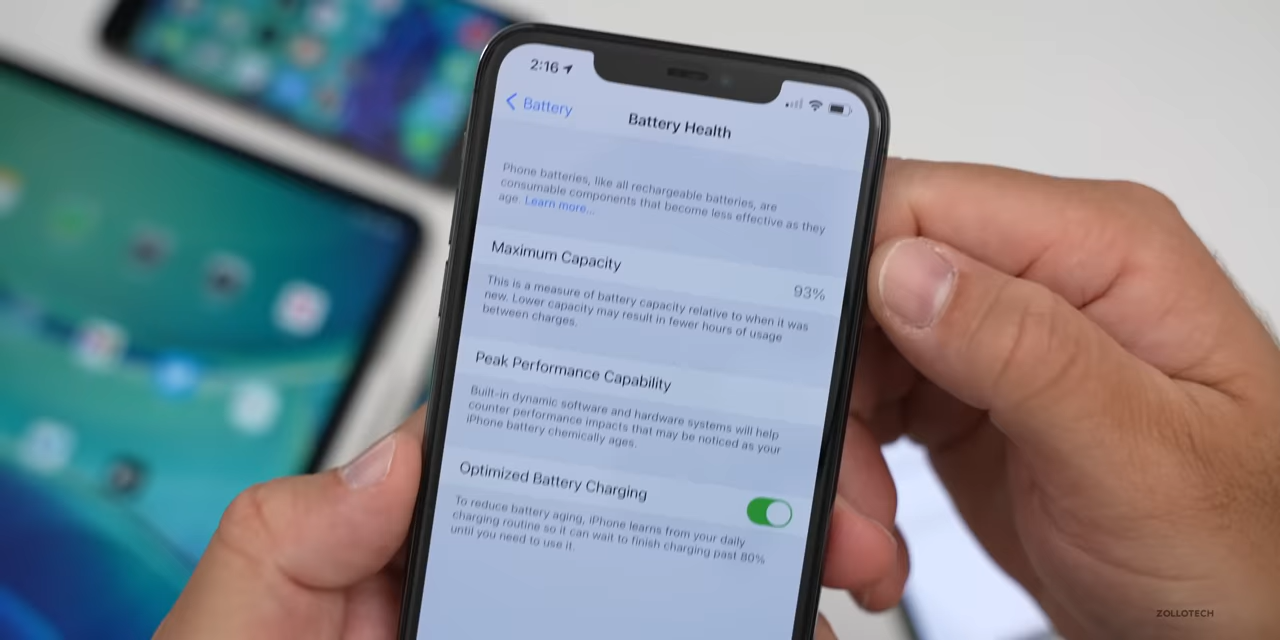 2:16
Battery
Battery Health
Phone batteries, like all rechargeable batteries, are
consumable components that become less effective as they
age. Learn more...
Maximum Capacity
93%
This is a measure of battery capacity relative to when it was
new. Lower capacity may result in fewer hours of usage
between charges.
Peak Performance Capability
Built-in dynamic software and hardware systems will help
counter performance impacts that may be noticed as your
iPhone battery chemically ages.
Optimized Battery Charging
To reduce battery aging, iPhone learns from your daily
charging routine so it can wait to finish charging past 80%
until you need to use it.
ZOLLOTECH